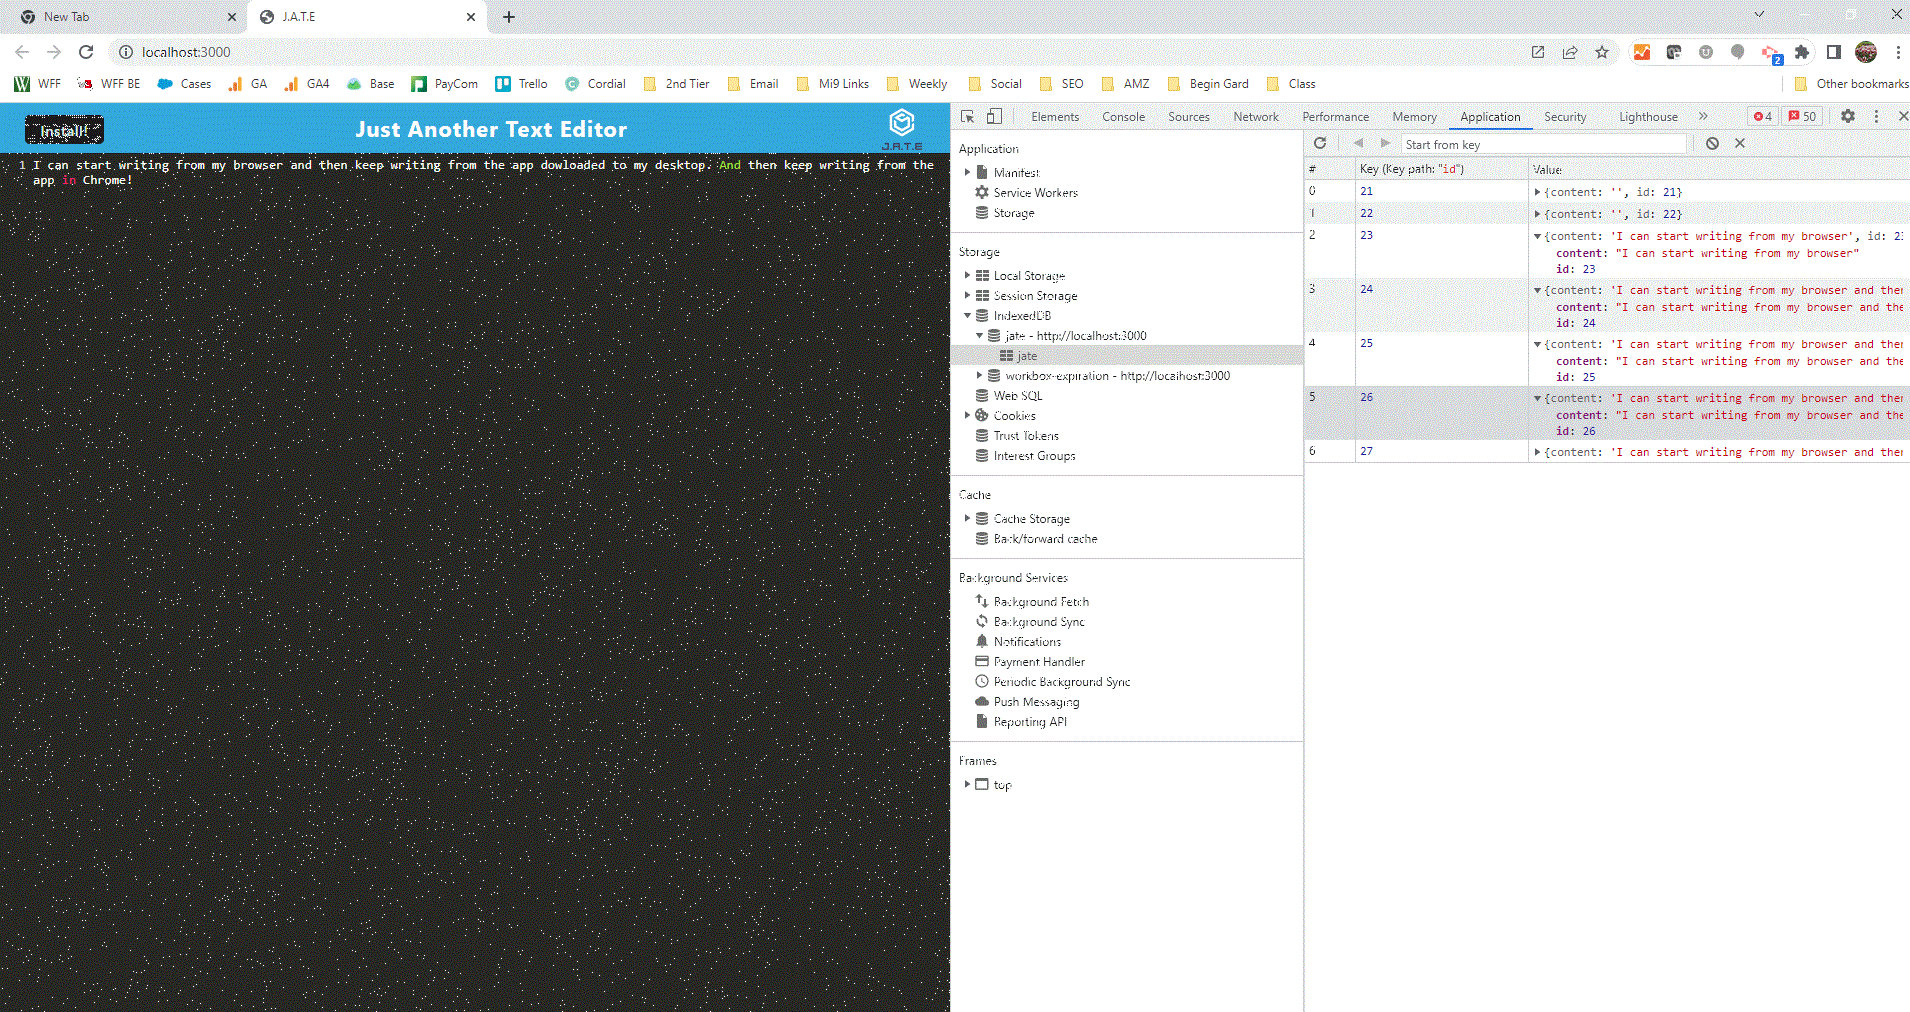 New Tab
J.A.T.E
localhost:3000
2
WFF
WFF BE
Cases
GA
GA4
Base
PayCom
Trello
Cordial
2nd Tier
Email
Mi9 Links
Weekly
Social
SEO
AMZ
Begin Gard
Class
Other bookmarks
Install!
Just Another Text Editor
J.A.T.E
1 I can start writing from my browser and then keep writing from the app dowloaded to my desktop. And then keep writing from the
app in Chrome!
Elements
Console
Sources
Network
Performance
Memory
Application
Security
Lighthouse
4
50
Application
Manifest
Service Workers
Storage
Storage
Local Storage
Session Storage
IndexedDB
jate - http://localhost:3000
jate
workbox-expiration - http://localhost:3000
Web SQL
Cookies
Trust Tokens
Interest Groups
Cache
Cache Storage
Back/forward cache
Background Services
Background Fetch
Background Sync
Notifications
Payment Handler
Periodic Background Sync
Push Messaging
Reporting API
Frames
top
Start from key
# Key (Key path: "id") Value
0 21 {content: '', id: 21}
1 22 {content: '', id: 22}
2 23 {content: 'I can start writing from my browser', id: 23
content: "I can start writing from my browser"
id: 23
3 24 {content: 'I can start writing from my browser and then
content: "I can start writing from my browser and the
id: 24
4 25 {content: 'I can start writing from my browser and then
content: "I can start writing from my browser and the
id: 25
5 26 {content: 'I can start writing from my browser and then
content: "I can start writing from my browser and the
id: 26
6 27 {content: 'I can start writing from my browser and then